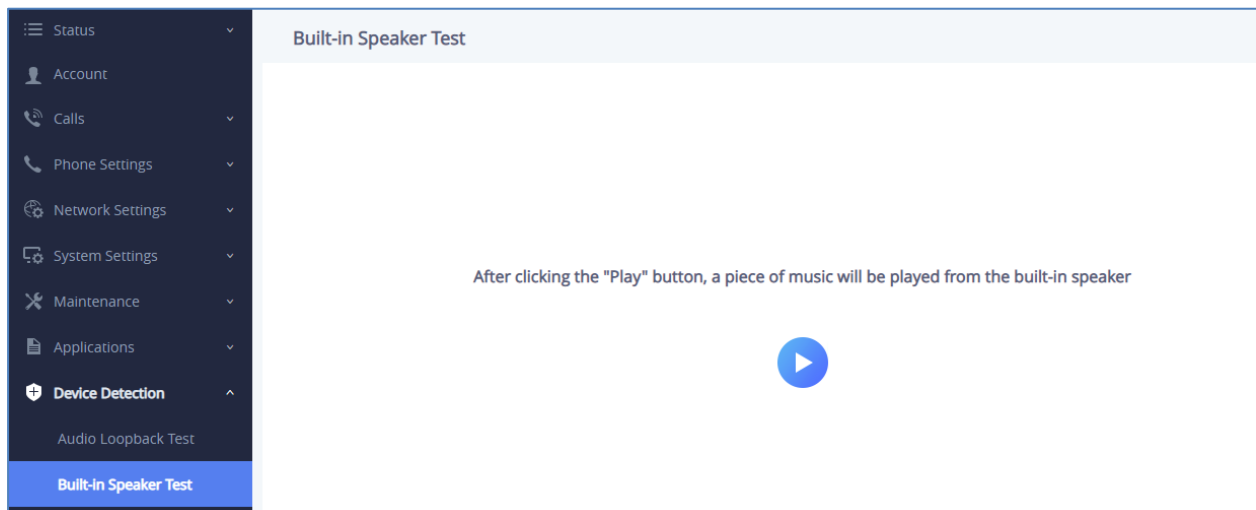 Status
Account
Calls
Phone Settings
Network Settings
System Settings
Maintenance
Applications
Device Detection
Audio Loopback Test
Built-in Speaker Test
Built-in Speaker Test
After clicking the "Play" button, a piece of music will be played from the built-in speaker